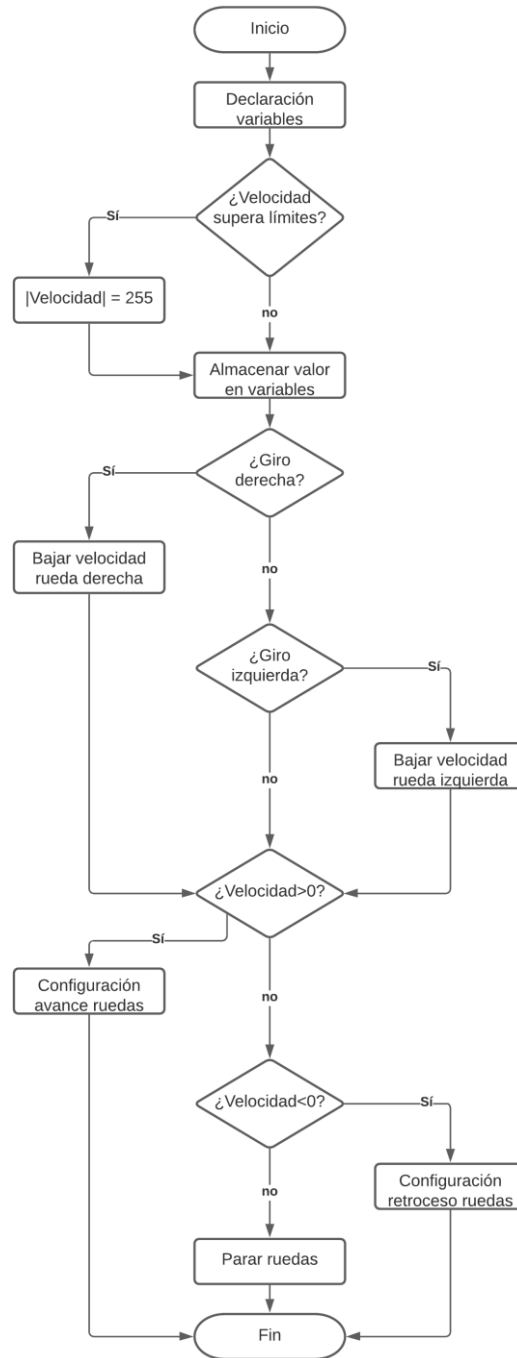 Inicio
Declaración
variables
¿Velocidad
supera límites?
Sí
|Velocidad| = 255
no
Almacenar valor
en variables
¿Giro
derecha?
Sí
Bajar velocidad
rueda derecha
no
¿Giro
izquierda?
Sí
Bajar velocidad
rueda izquierda
no
¿Velocidad>0?
Sí
Configuración
avance ruedas
no
¿Velocidad<0?
Sí
Configuración
retroceso ruedas
no
Parar ruedas
Fin